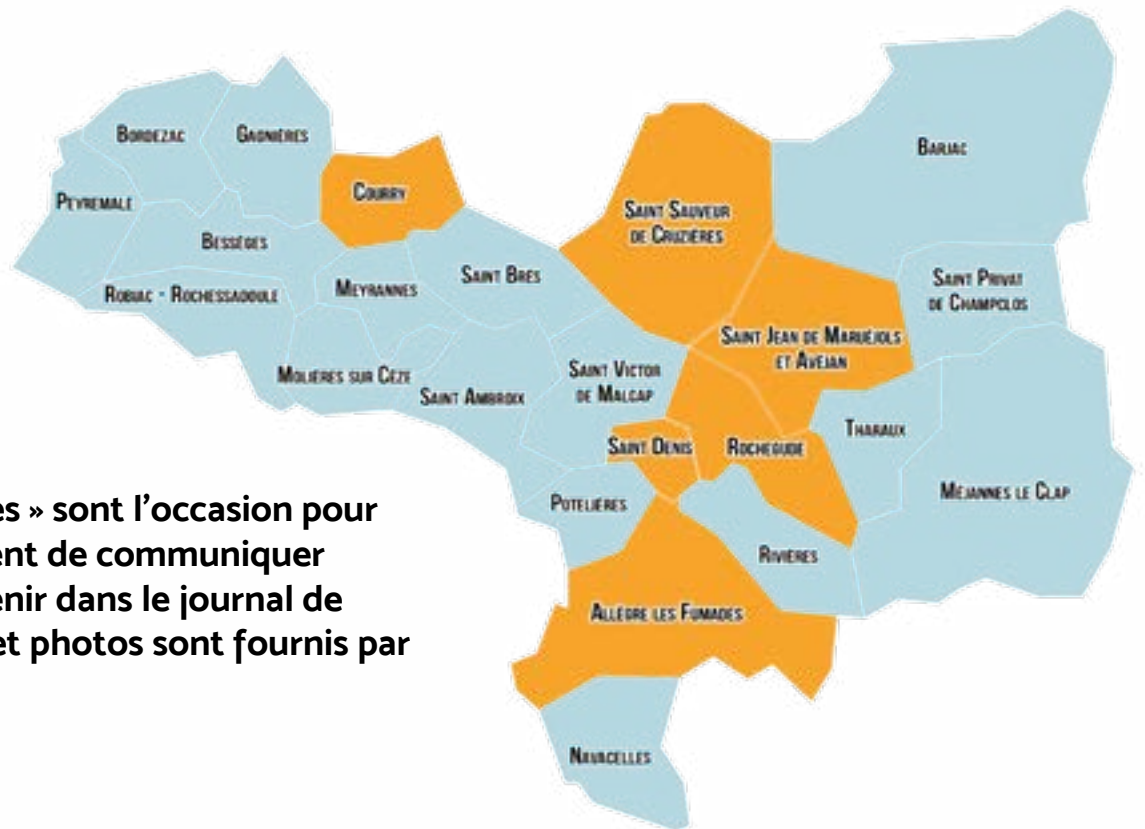 BORDEZAC
GAGNIÈRES
BARJAC
COURRY
PEYREMALE
SAINT SAUVEUR
DE CRUZIÈRES
BESSÈGES
SAINT BRES
SAINT PRIVAT
DE CHAMPCLOS
MEYRANNES
ROBIAC - ROCHESSADOULE
SAINT JEAN DE MARUÉJOLS
ET AVÉJAN
SAINT VICTOR
DE MALCAP
MOLIÈRES SUR CÈZE
SAINT AMBROIX
THARAUX
SAINT DENIS
ROCHEGUDE
MÉJANNES LE CLAP
POTELIÈRES
RIVIÈRES
ALLÈGRE LES FUMADES
NAVACELLES
es » sont l’occasion pour
ent de communiquer
enir dans le journal de
et photos sont fournis par